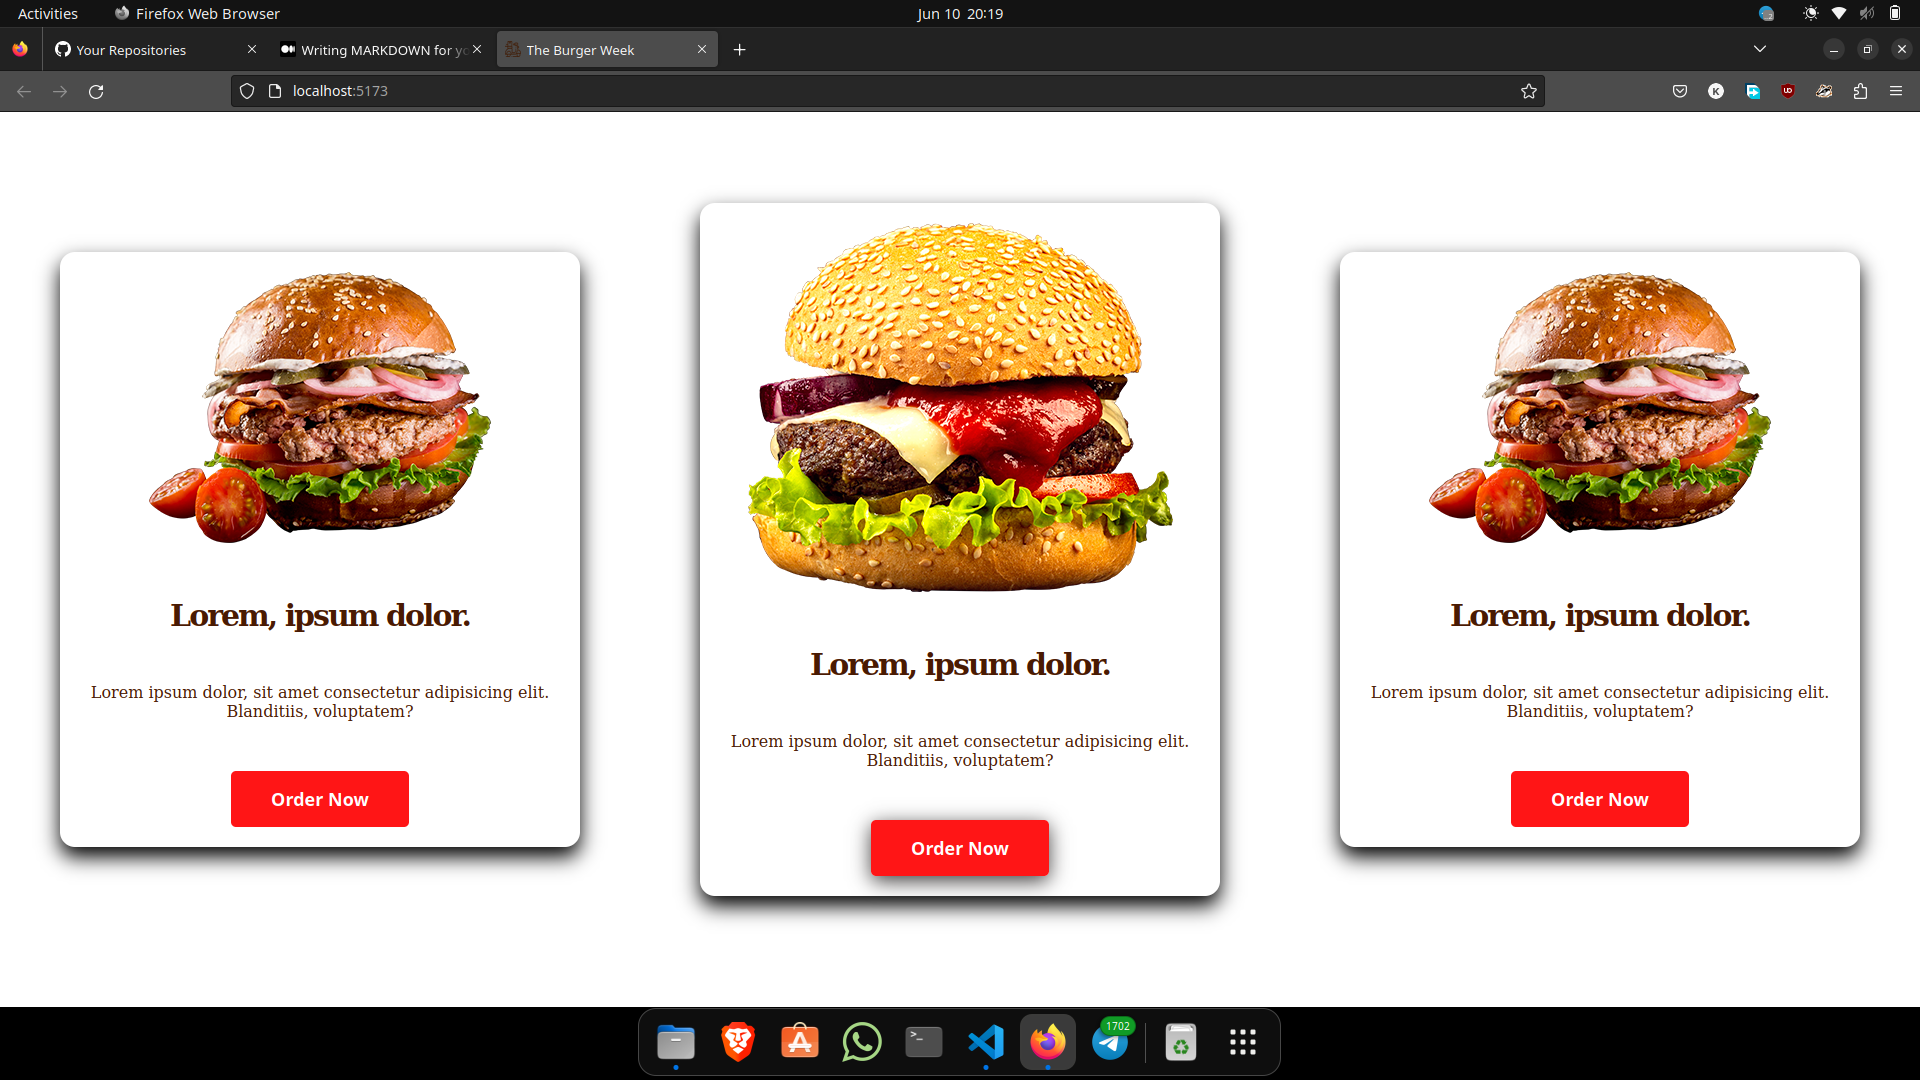 Activities
Firefox Web Browser
Jun 10 20:19
Your Repositories
Writing MARKDOWN for yo
The Burger Week
localhost:5173
K
Lorem, ipsum dolor.
Lorem ipsum dolor, sit amet consectetur adipisicing elit.
Blanditiis, voluptatem?
Order Now
Lorem, ipsum dolor.
Lorem ipsum dolor, sit amet consectetur adipisicing elit.
Blanditiis, voluptatem?
Order Now
Lorem, ipsum dolor.
Lorem ipsum dolor, sit amet consectetur adipisicing elit.
Blanditiis, voluptatem?
Order Now
1702